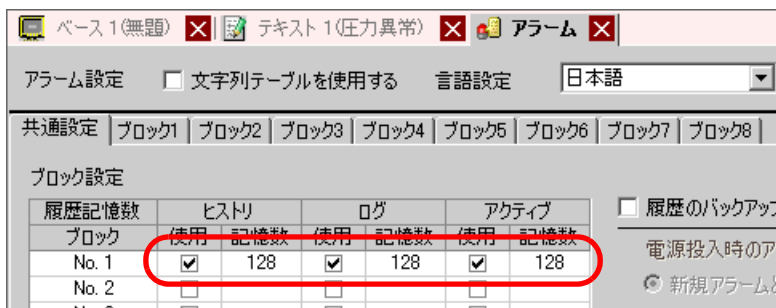 ベース 1(無題) テキスト 1(圧力異常) アラーム
アラーム設定 文字列テーブルを使用する 言語設定 日本語
共通設定 ブロック1 ブロック2 ブロック3 ブロック4 ブロック5 ブロック6 ブロック7 ブロック8
ブロック設定
履歴記憶数 ヒストリ ログ アクティブ 履歴のバックアップ
ブロック 使用 記憶数 使用 記憶数 使用 記憶数
電源投入時のア
No. 1 128 128 128
No. 2 新規アラーム